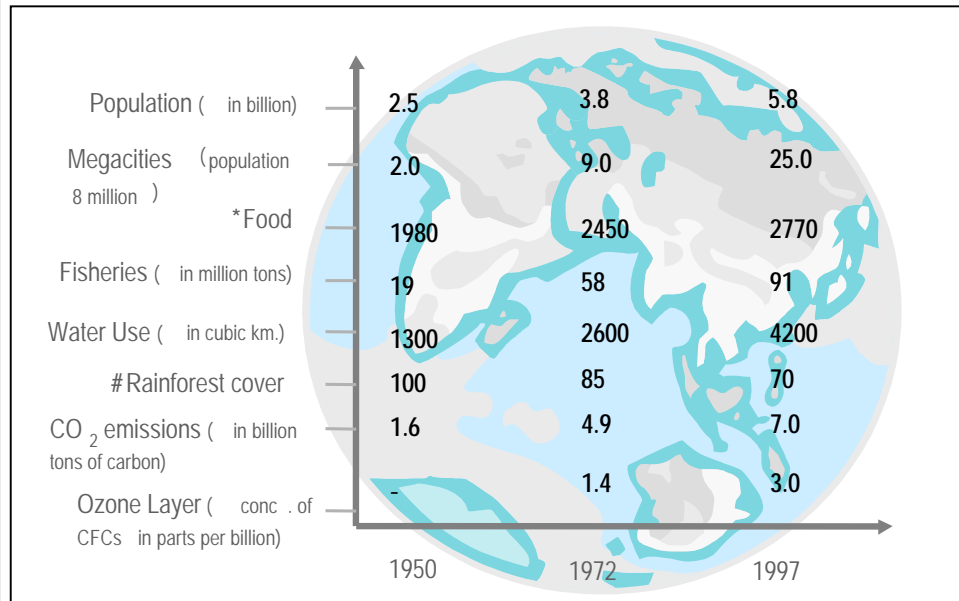 Population ( in billion) 2.5 3.8 5.8
Megacities (population
8 million ) 2.0 9.0 25.0
*Food 1980 2450 2770
Fisheries ( in million tons) 19 58 91
Water Use ( in cubic km.) 1300 2600 4200
#Rainforest cover 100 85 70
CO2 emissions ( in billion 1.6 4.9 7.0
tons of carbon)
Ozone Layer ( conc . of - 1.4 3.0
CFCs in parts per billion)
1950 1972 1997